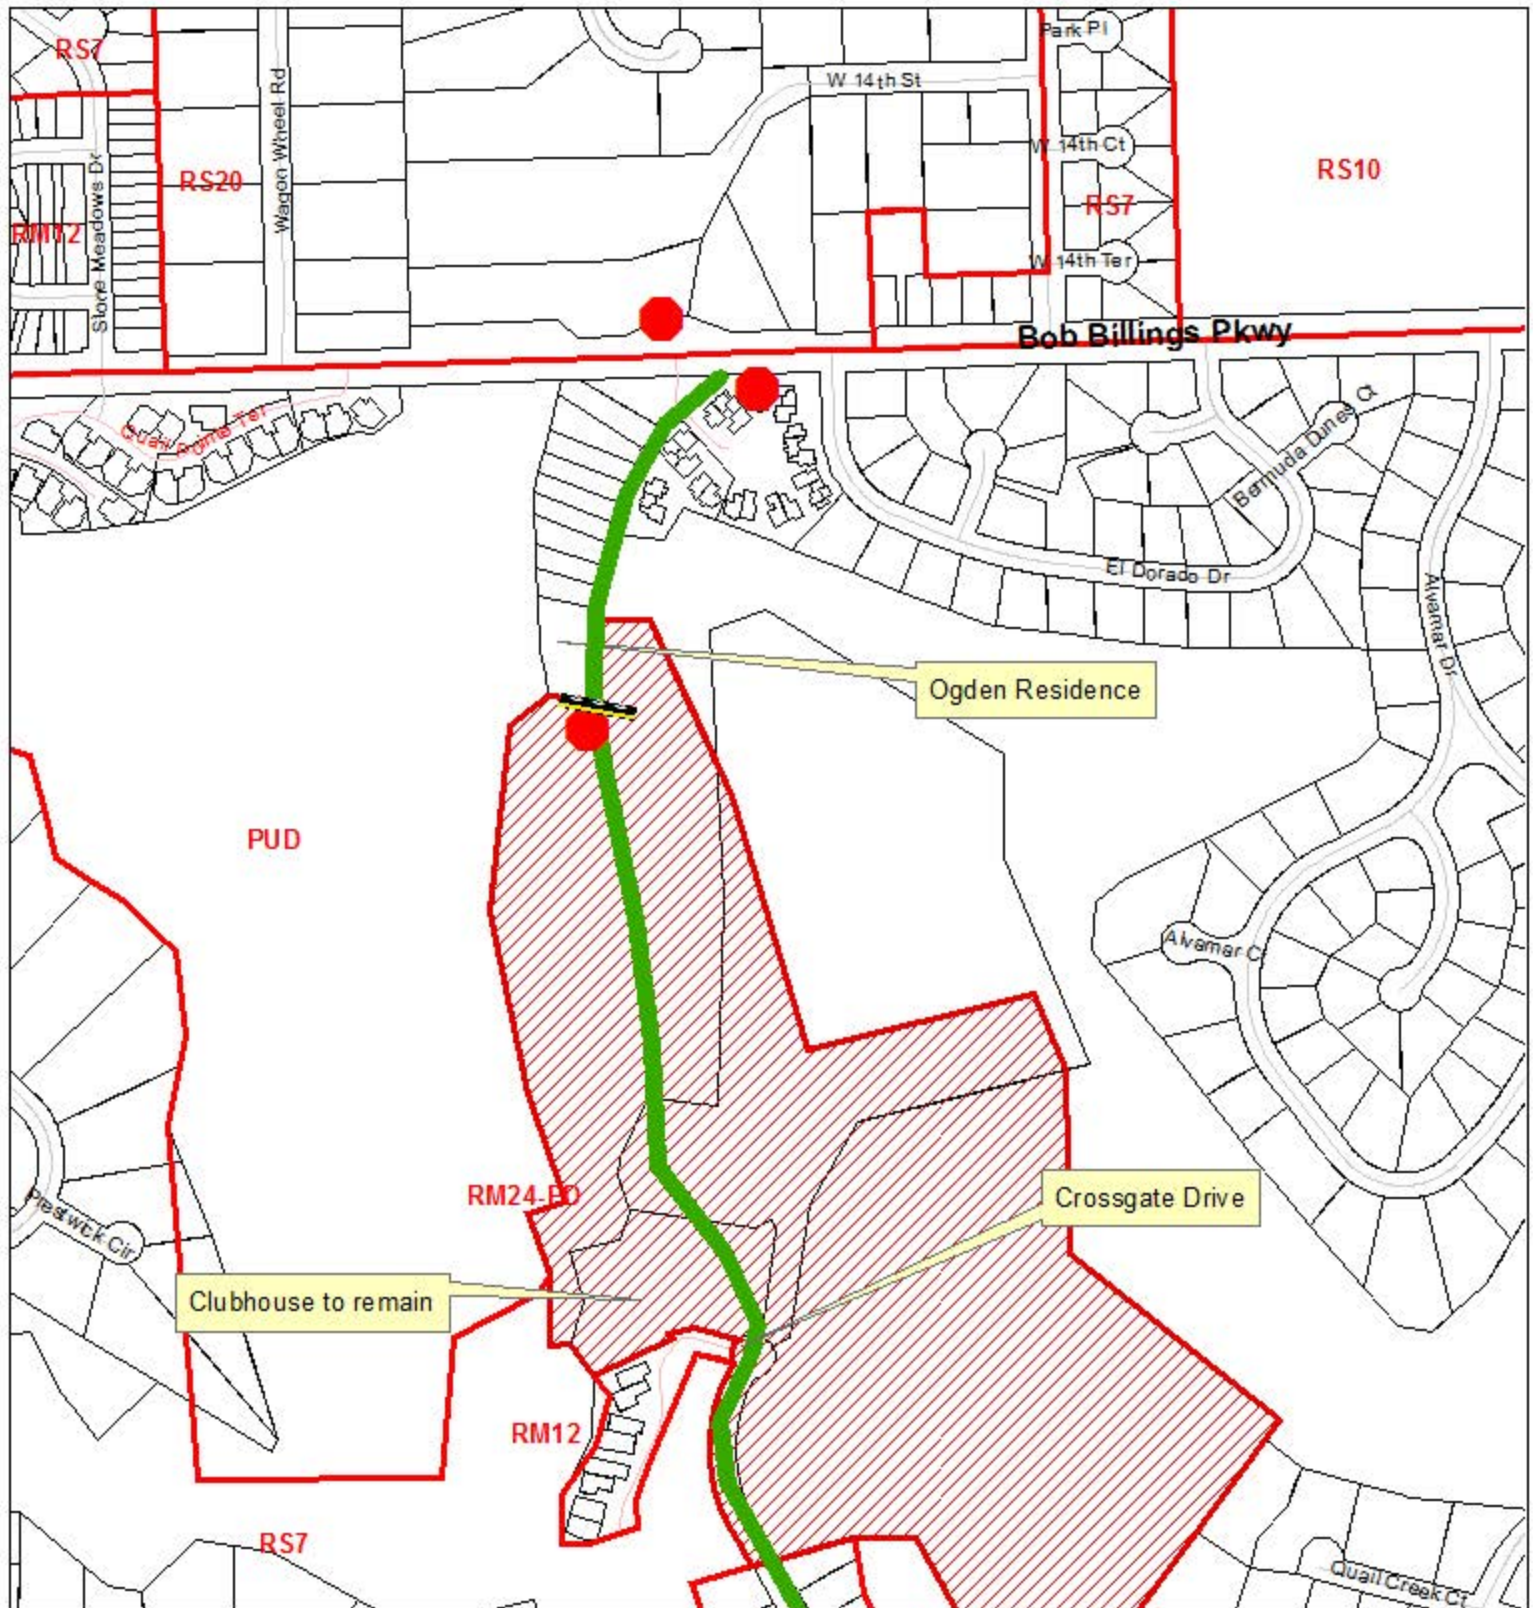 Park Pl
RS7
W 14th St
Wagon Wheel Rd
W 14th Ct
RS10
RS20
Stone Meadows Dr
RS7
RM12
W 14th Ter
Bob Billings Pkwy
Quail Pointe Ter
Bermuda Dunes Ct
El Dorado Dr
Alvamar Dr
Ogden Residence
PUD
Alvamar C
RM24-PD
Crossgate Drive
Prestwick Cir
Clubhouse to remain
RM12
RS7
Quail Creek Ct